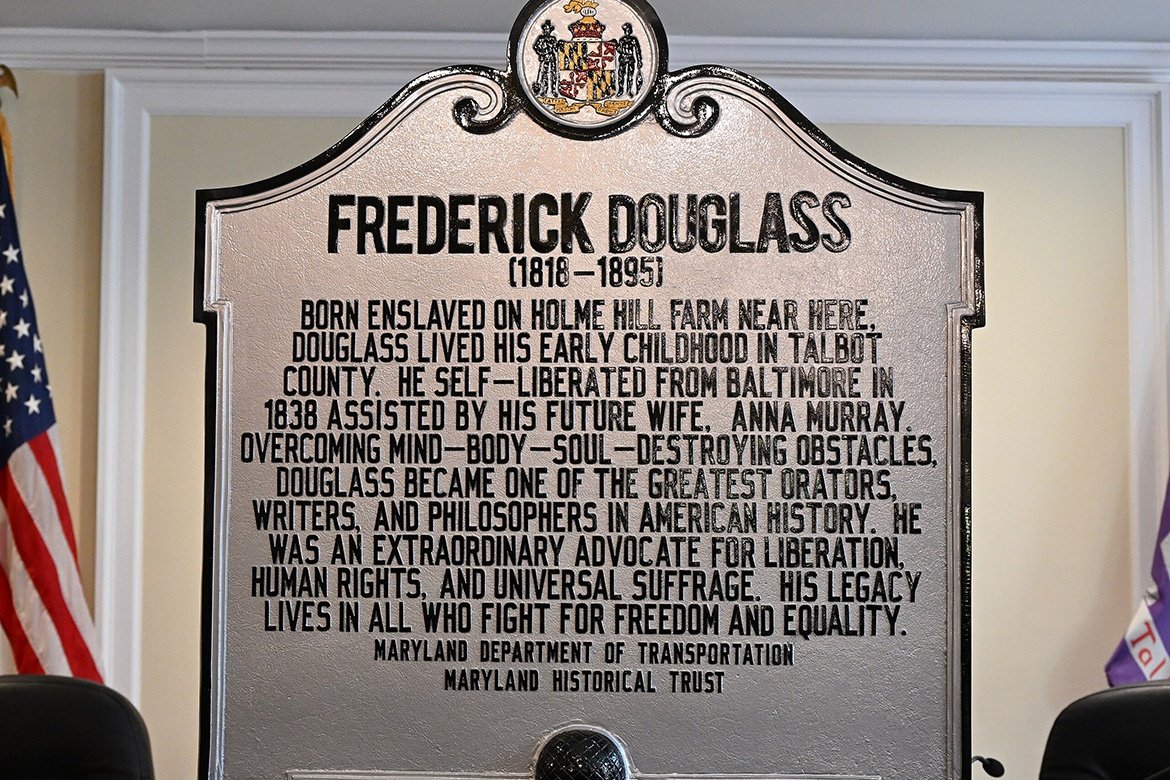 FREDERICK DOUGLASS
(1818–1895)
BORN ENSLAVED ON HOLME HILL FARM NEAR HERE,
DOUGLASS LIVED HIS EARLY CHILDHOOD IN TALBOT
COUNTY. HE SELF–LIBERATED FROM BALTIMORE IN
1838 ASSISTED BY HIS FUTURE WIFE, ANNA MURRAY.
OVERCOMING MIND–BODY–SOUL–DESTROYING OBSTACLES,
DOUGLASS BECAME ONE OF THE GREATEST ORATORS,
WRITERS, AND PHILOSOPHERS IN AMERICAN HISTORY. HE
WAS AN EXTRAORDINARY ADVOCATE FOR LIBERATION,
HUMAN RIGHTS, AND UNIVERSAL SUFFRAGE. HIS LEGACY
LIVES IN ALL WHO FIGHT FOR FREEDOM AND EQUALITY.
MARYLAND DEPARTMENT OF TRANSPORTATION
MARYLAND HISTORICAL TRUST
Tal